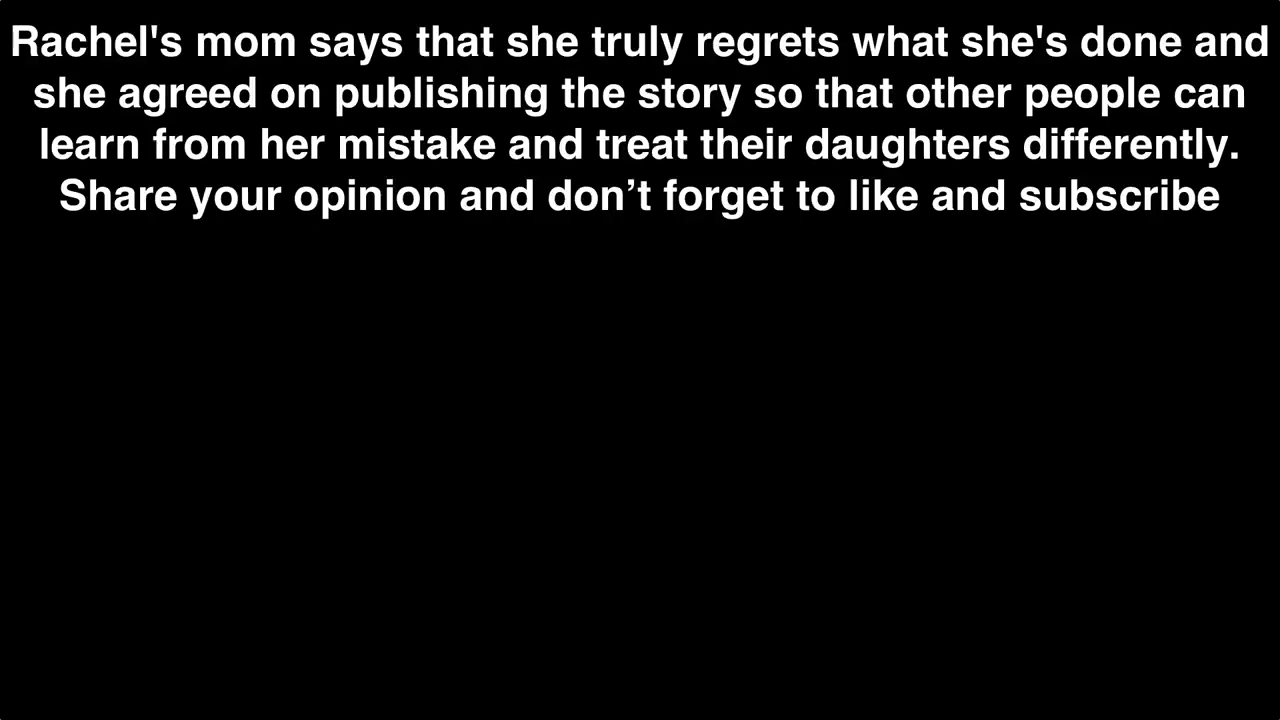 Rachel's mom says that she truly regrets what she's done and
she agreed on publishing the story so that other people can
learn from her mistake and treat their daughters differently.
Share your opinion and don’t forget to like and subscribe